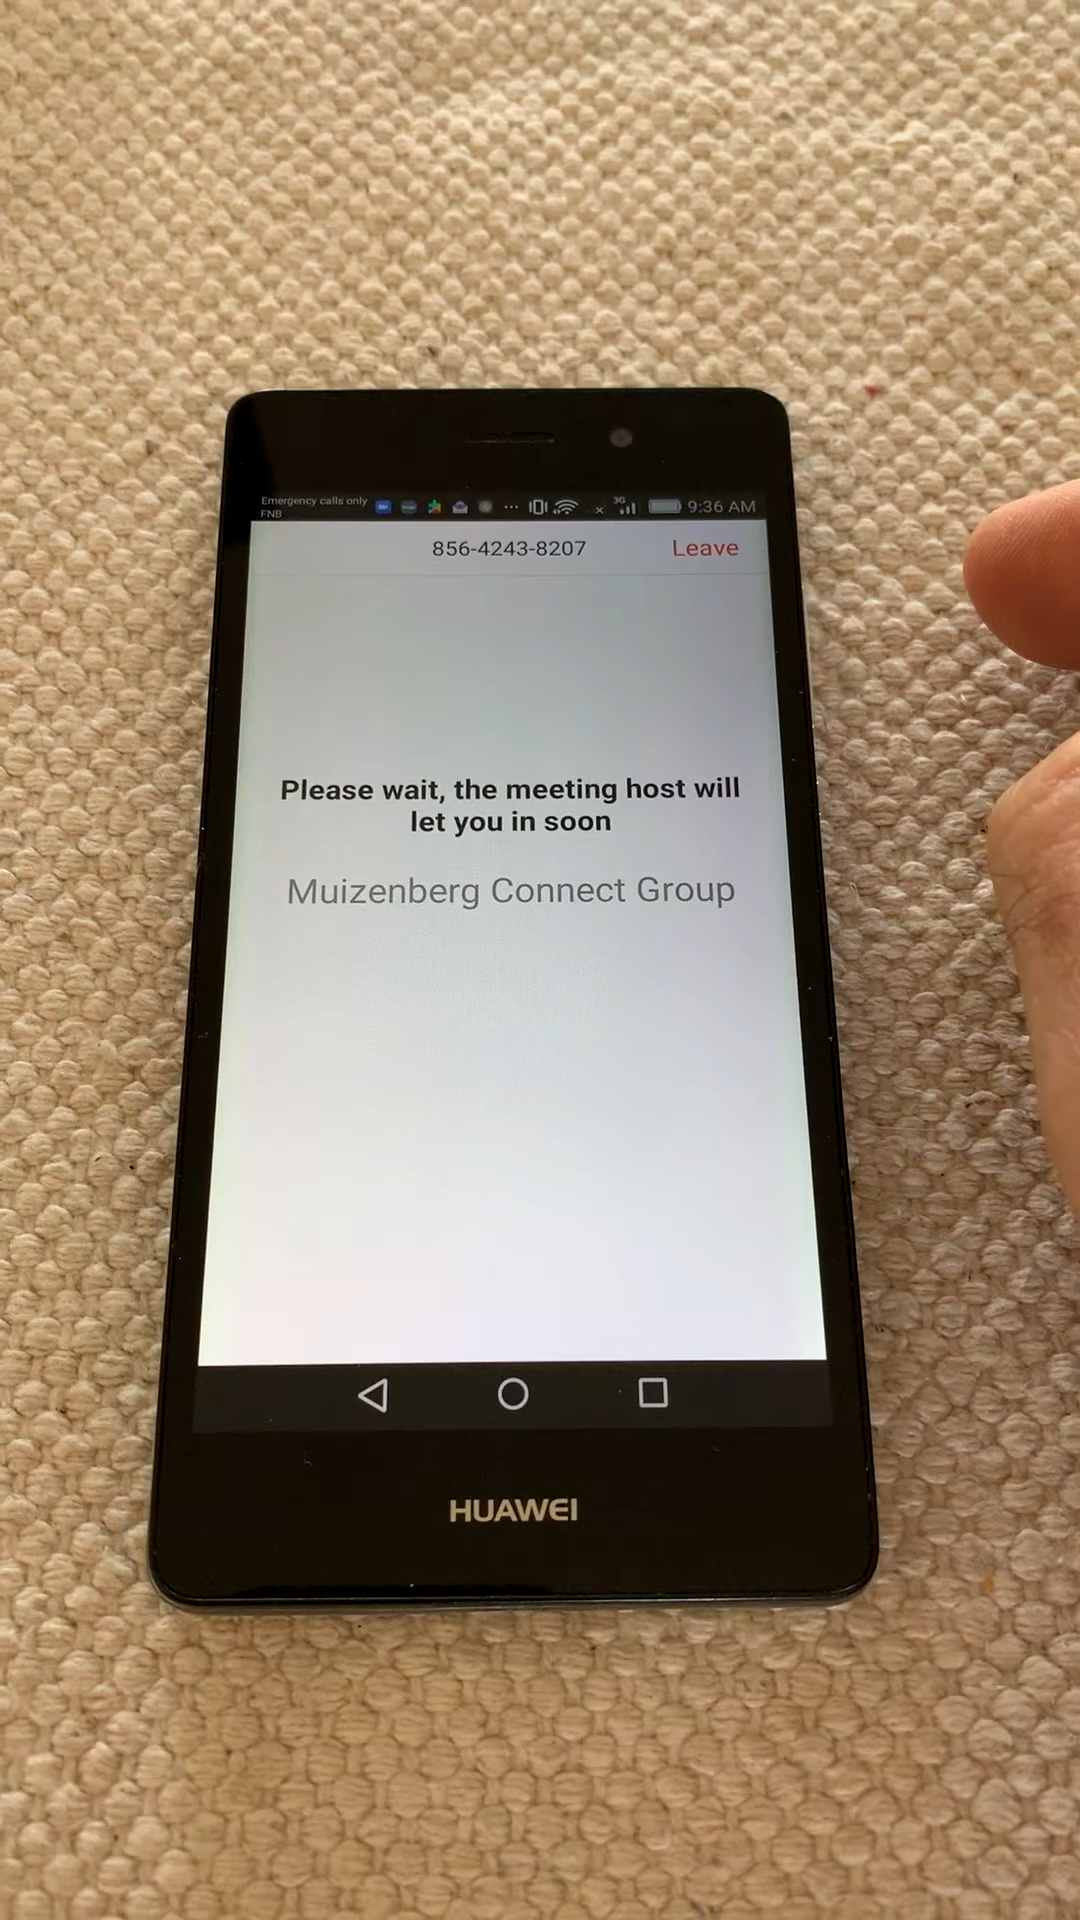 Emergency calls only
FNB
3G
9:36 AM
856-4243-8207
Leave
Please wait, the meeting host will
let you in soon
Muizenberg Connect Group
HUAWEI